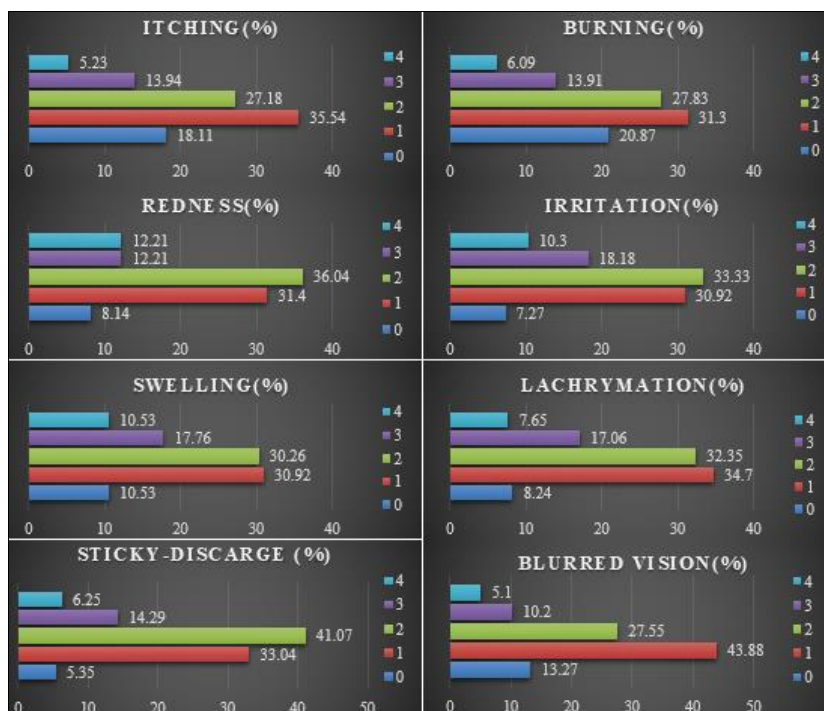 ITCHING(%)
5.23 4
13.94 3
27.18 2
35.54 1
18.11 0
0 10 20 30 40
BURNING(%)
6.09 4
13.91 3
27.83 2
31.3 1
20.87 0
0 10 20 30 40
REDNESS(%)
12.21 4
12.21 3
36.04 2
31.4 1
8.14 0
0 10 20 30 40
IRRITATION(%)
10.3 4
18.18 3
33.33 2
30.92 1
7.27 0
0 10 20 30 40
SWELLING(%)
10.53 4
17.76 3
30.26 2
30.92 1
10.53 0
0 10 20 30 40
LACHRYMATION(%)
7.65 4
17.06 3
32.35 2
34.7 1
8.24 0
0 10 20 30 40
STICKY-DISCARGE (%)
6.25 4
14.29 3
41.07 2
33.04 1
5.35 0
0 10 20 30 40 50
BLURRED VISION(%)
5.1 4
10.2 3
27.55 2
43.88 1
13.27 0
0 10 20 30 40 50